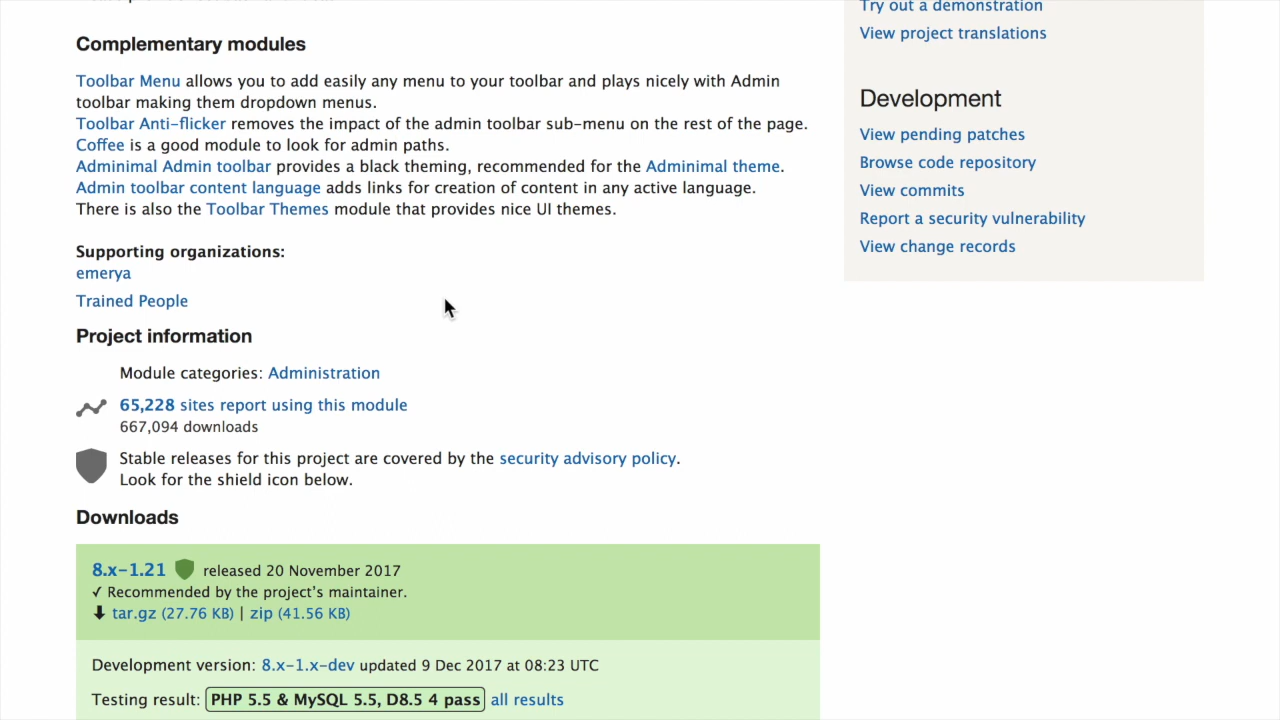 Complementary modules
Toolbar Menu allows you to add easily any menu to your toolbar and plays nicely with Admin
toolbar making them dropdown menus.
Toolbar Anti-flicker removes the impact of the admin toolbar sub-menu on the rest of the page.
Coffee is a good module to look for admin paths.
Adminimal Admin toolbar provides a black theming, recommended for the Adminimal theme.
Admin toolbar content language adds links for creation of content in any active language.
There is also the Toolbar Themes module that provides nice UI themes.
Supporting organizations:
emerya
Trained People
Project information
Module categories: Administration
65,228 sites report using this module
667,094 downloads
Stable releases for this project are covered by the security advisory policy.
Look for the shield icon below.
Downloads
8.x-1.21 released 20 November 2017
✓ Recommended by the project's maintainer.
tar.gz (27.76 KB) | zip (41.56 KB)
Development version: 8.x-1.x-dev updated 9 Dec 2017 at 08:23 UTC
Testing result: PHP 5.5 & MySQL 5.5, D8.5 4 pass all results
Try out a demonstration
View project translations
Development
View pending patches
Browse code repository
View commits
Report a security vulnerability
View change records